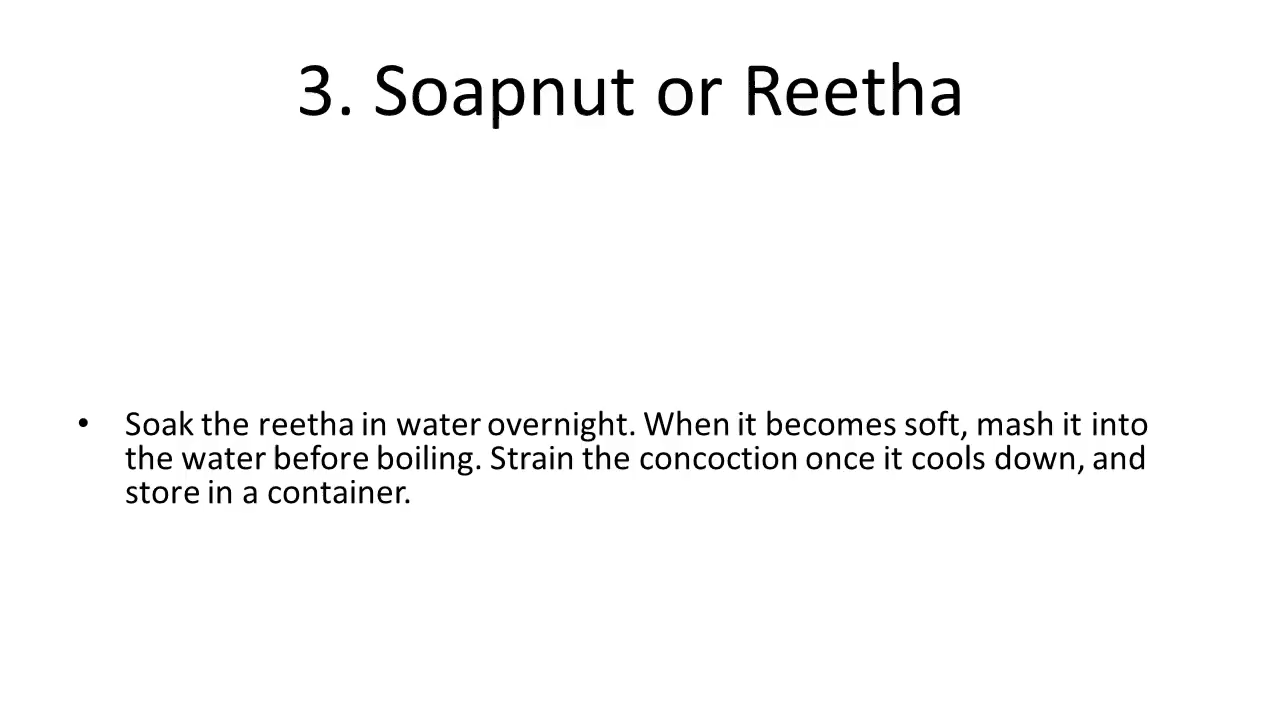 3. Soapnut or Reetha
• Soak the reetha in water overnight. When it becomes soft, mash it into
the water before boiling. Strain the concoction once it cools down, and
store in a container.